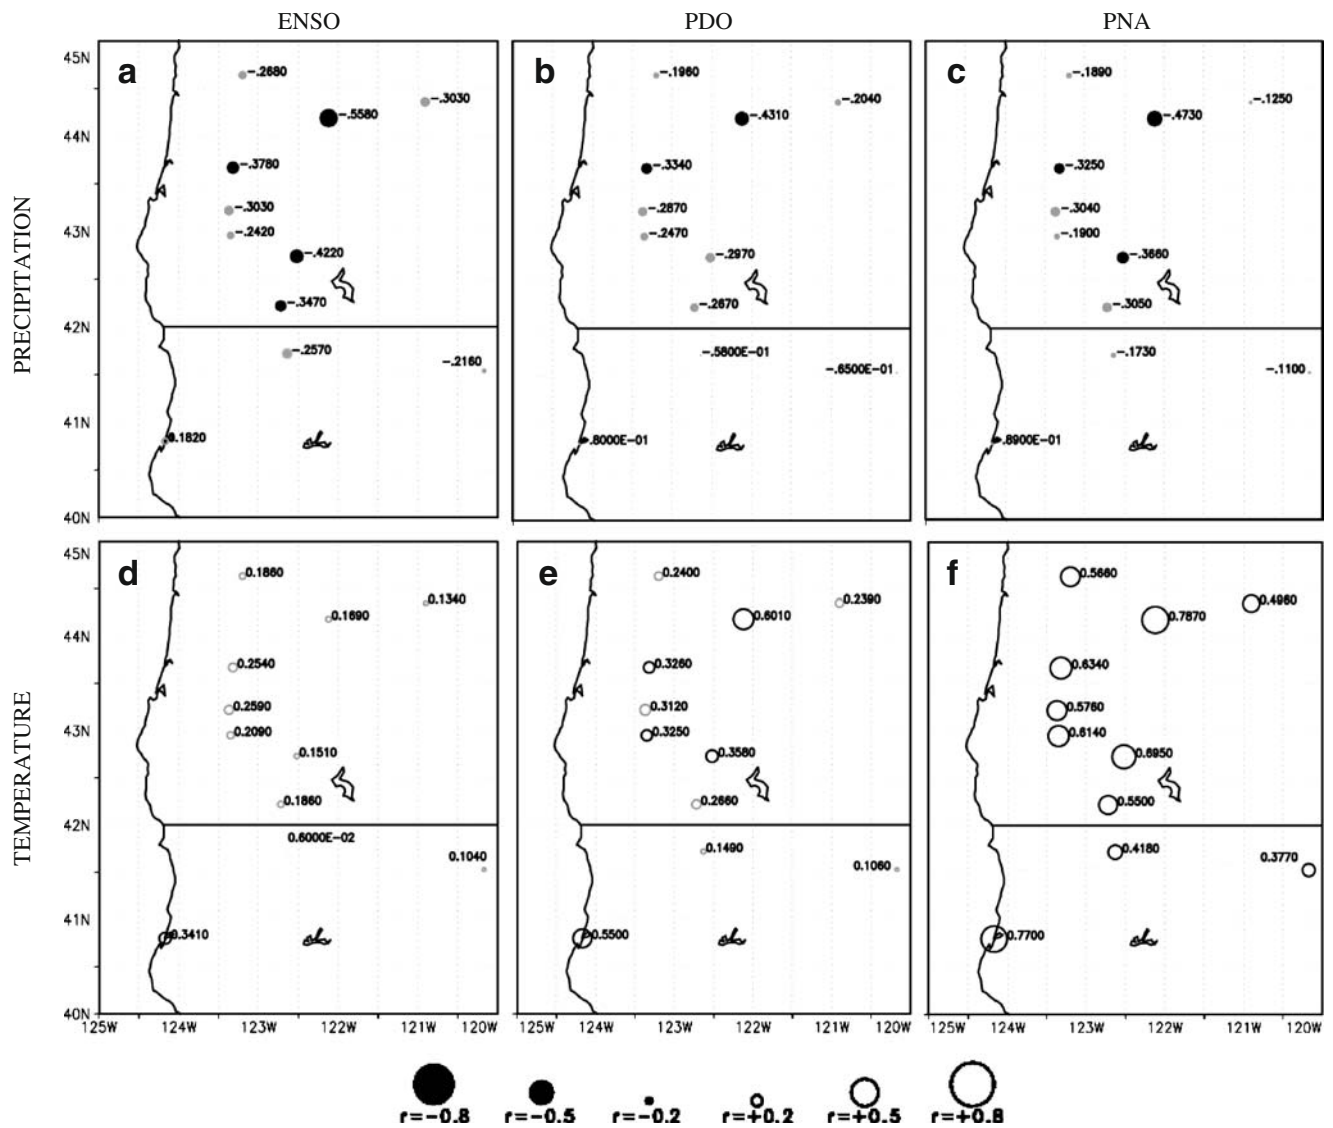 ENSO PDO PNA
PRECIPITATION
45N
44N
43N
42N
41N
40N
a
-.2680
-.3030
-.5580
-.3780
-.3030
-.2420
-.4220
-.3470
-.2570
-.2160
0.1820
b
-.1960
-.2040
-.4310
-.3340
-.2870
-.2470
-.2970
-.2670
-.5800E-01
-.6500E-01
.8000E-01
c
-.1890
-.1250
-.4730
-.3250
-.3040
-.1900
-.3660
-.3050
-.1730
-.1100
.8900E-01
TEMPERATURE
45N
44N
43N
42N
41N
40N
d
0.1860
0.1340
0.1690
0.2540
0.2590
0.2090
0.1510
0.1860
0.6000E-02
0.1040
0.3410
125W 124W 123W 122W 121W 120W
e
0.2400
0.2390
0.6010
0.3260
0.3120
0.3250
0.3580
0.2660
0.1490
0.1060
0.5500
125W 124W 123W 122W 121W 120W
f
0.5660
0.4960
0.7870
0.6340
0.5760
0.6140
0.6950
0.5500
0.4180
0.3770
0.7700
125W 124W 123W 122W 121W 120W
r=-0.8 r=-0.5 r=-0.2 r=+0.2 r=+0.5 r=+0.8